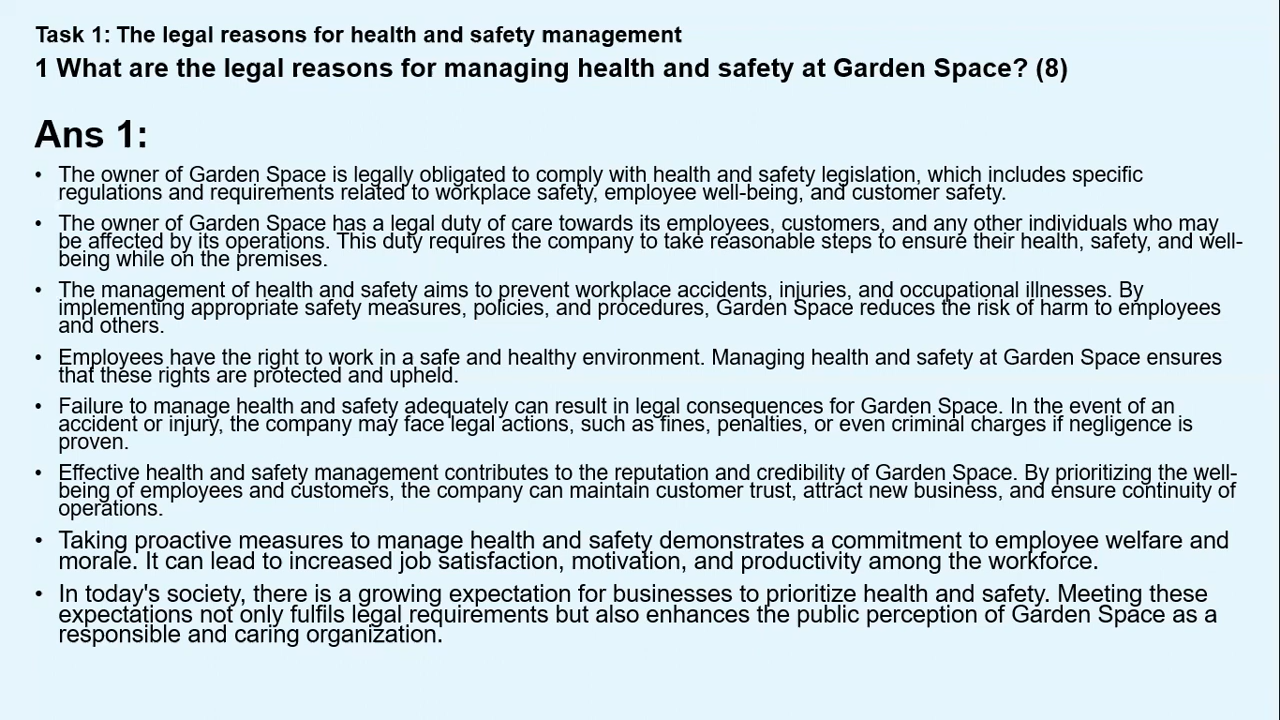 Task 1: The legal reasons for health and safety management
1 What are the legal reasons for managing health and safety at Garden Space? (8)
Ans 1:
• The owner of Garden Space is legally obligated to comply with health and safety legislation, which includes specific
regulations and requirements related to workplace safety, employee well-being, and customer safety.
• The owner of Garden Space has a legal duty of care towards its employees, customers, and any other individuals who may
be affected by its operations. This duty requires the company to take reasonable steps to ensure their health, safety, and well-
being while on the premises.
• The management of health and safety aims to prevent workplace accidents, injuries, and occupational illnesses. By
implementing appropriate safety measures, policies, and procedures, Garden Space reduces the risk of harm to employees
and others.
• Employees have the right to work in a safe and healthy environment. Managing health and safety at Garden Space ensures
that these rights are protected and upheld.
• Failure to manage health and safety adequately can result in legal consequences for Garden Space. In the event of an
accident or injury, the company may face legal actions, such as fines, penalties, or even criminal charges if negligence is
proven.
• Effective health and safety management contributes to the reputation and credibility of Garden Space. By prioritizing the well-
being of employees and customers, the company can maintain customer trust, attract new business, and ensure continuity of
operations.
• Taking proactive measures to manage health and safety demonstrates a commitment to employee welfare and
morale. It can lead to increased job satisfaction, motivation, and productivity among the workforce.
• In today's society, there is a growing expectation for businesses to prioritize health and safety. Meeting these
expectations not only fulfils legal requirements but also enhances the public perception of Garden Space as a
responsible and caring organization.